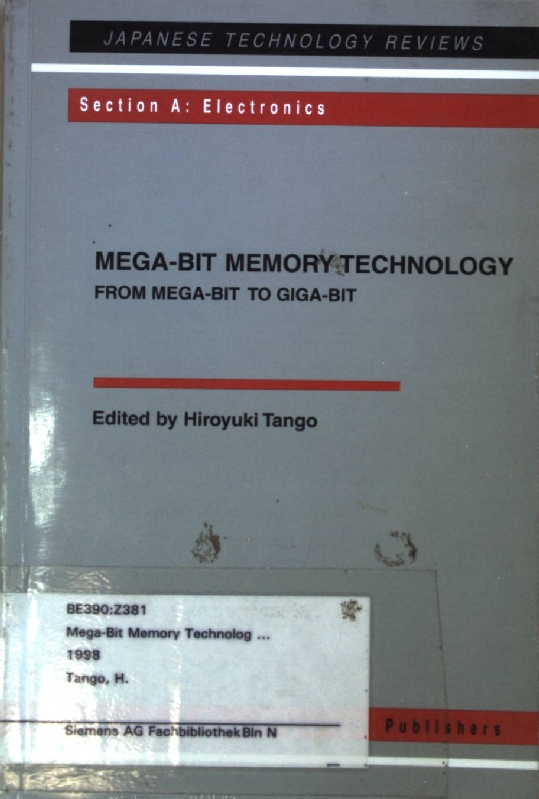 JAPANESE TECHNOLOGY REVIEWS
Section A: Electronics
MEGA-BIT MEMORY TECHNOLOGY
FROM MEGA-BIT TO GIGA-BIT
Edited by Hiroyuki Tango
BE390:Z381
Mega-Bit Memory Technolog ...
1998
Tango, H.
Siemens AG Fachbibliothek Bln N
Publishers